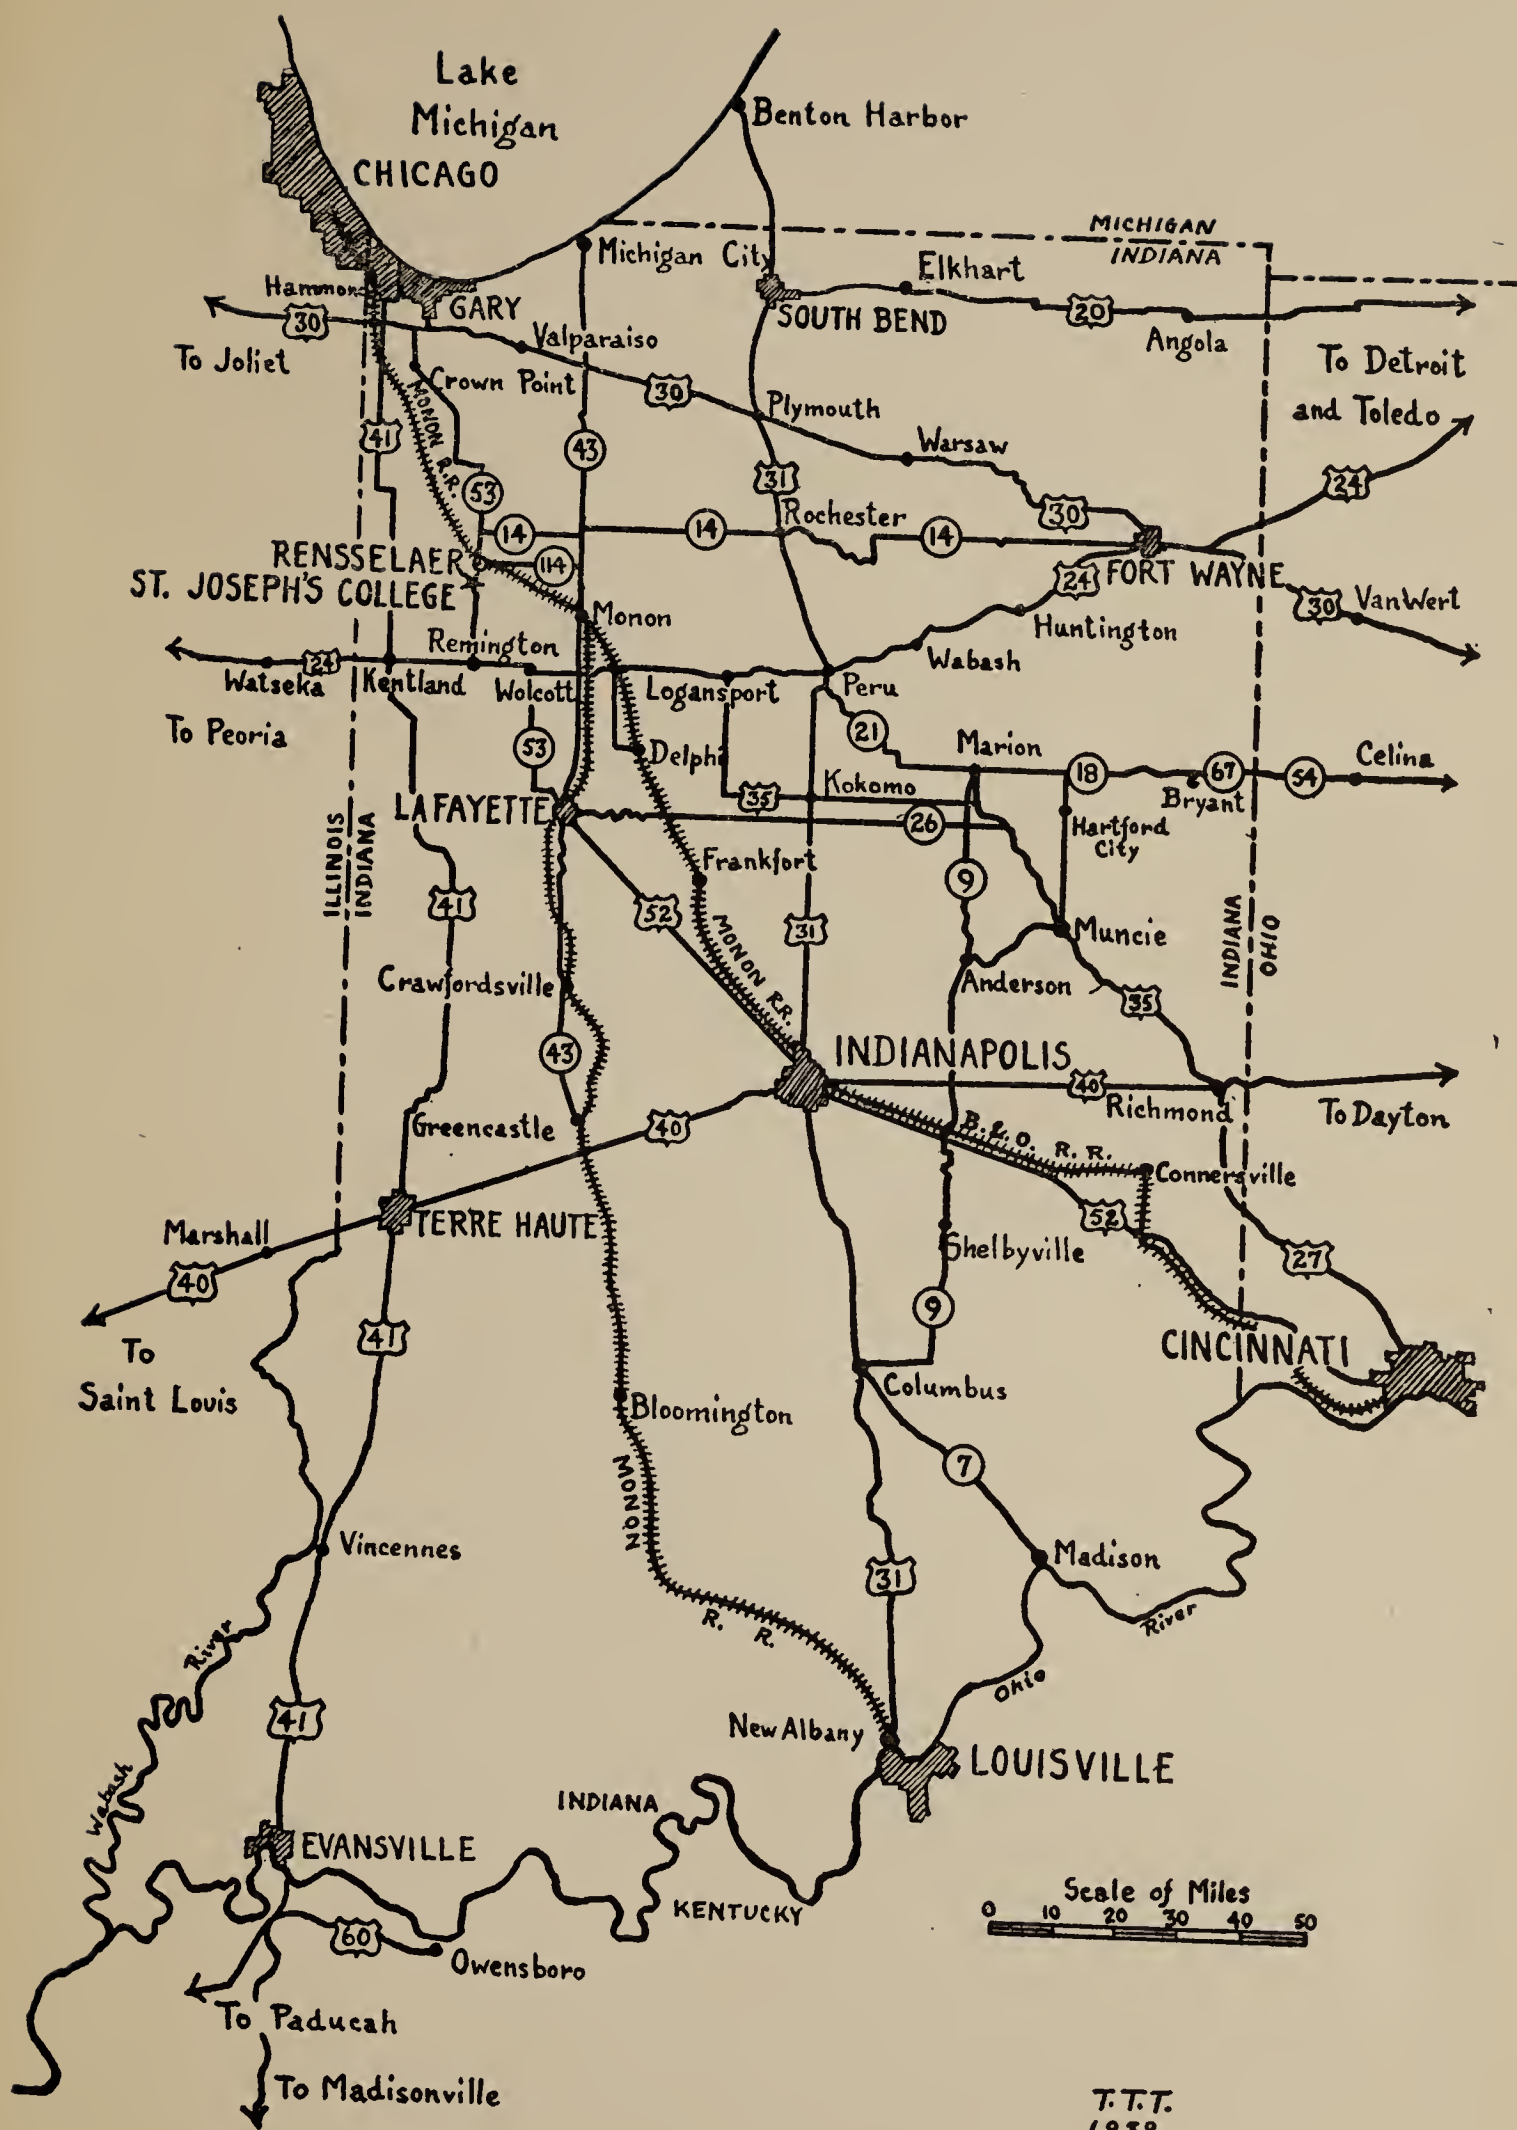 Lake
Michigan
CHICAGO
Benton Harbor
MICHIGAN
INDIANA
Michigan City
Elkhart
Hammond
GARY
SOUTH BEND
20
Angola
30
To Joliet
Valparaiso
To Detroit
and Toledo
Crown Point
30
Plymouth
MONON R.R.
41
43
Warsaw
31
24
53
30
Rochester
14
14
14
RENSSELAER
114
ST. JOSEPH'S COLLEGE
FORT WAYNE
24
30
Van Wert
Monon
Huntington
Remington
Wabash
24
Watseka
Kentland
Wolcott
Logansport
Peru
To Peoria
21
53
Delphi
Marion
18
67
54
Celina
Bryant
35
Kokomo
LAFAYETTE
26
Hartford
City
ILLINOIS
INDIANA
Frankfort
9
41
52
MONON R.R.
31
Muncie
INDIANA
OHIO
Crawfordsville
Anderson
35
43
INDIANAPOLIS
40
Richmond
To Dayton
Greencastle
40
B. & O. R. R.
Connersville
TERRE HAUTE
52
Marshall
40
Shelbyville
27
To
Saint Louis
41
9
CINCINNATI
Columbus
Bloomington
MONON
R. R.
7
Vincennes
Madison
31
River
Ohio
River
Wabash
41
New Albany
LOUISVILLE
INDIANA
KENTUCKY
EVANSVILLE
60
Owensboro
To Paducah
To Madisonville
Scale of Miles
0 10 20 30 40 50
T.T.T.